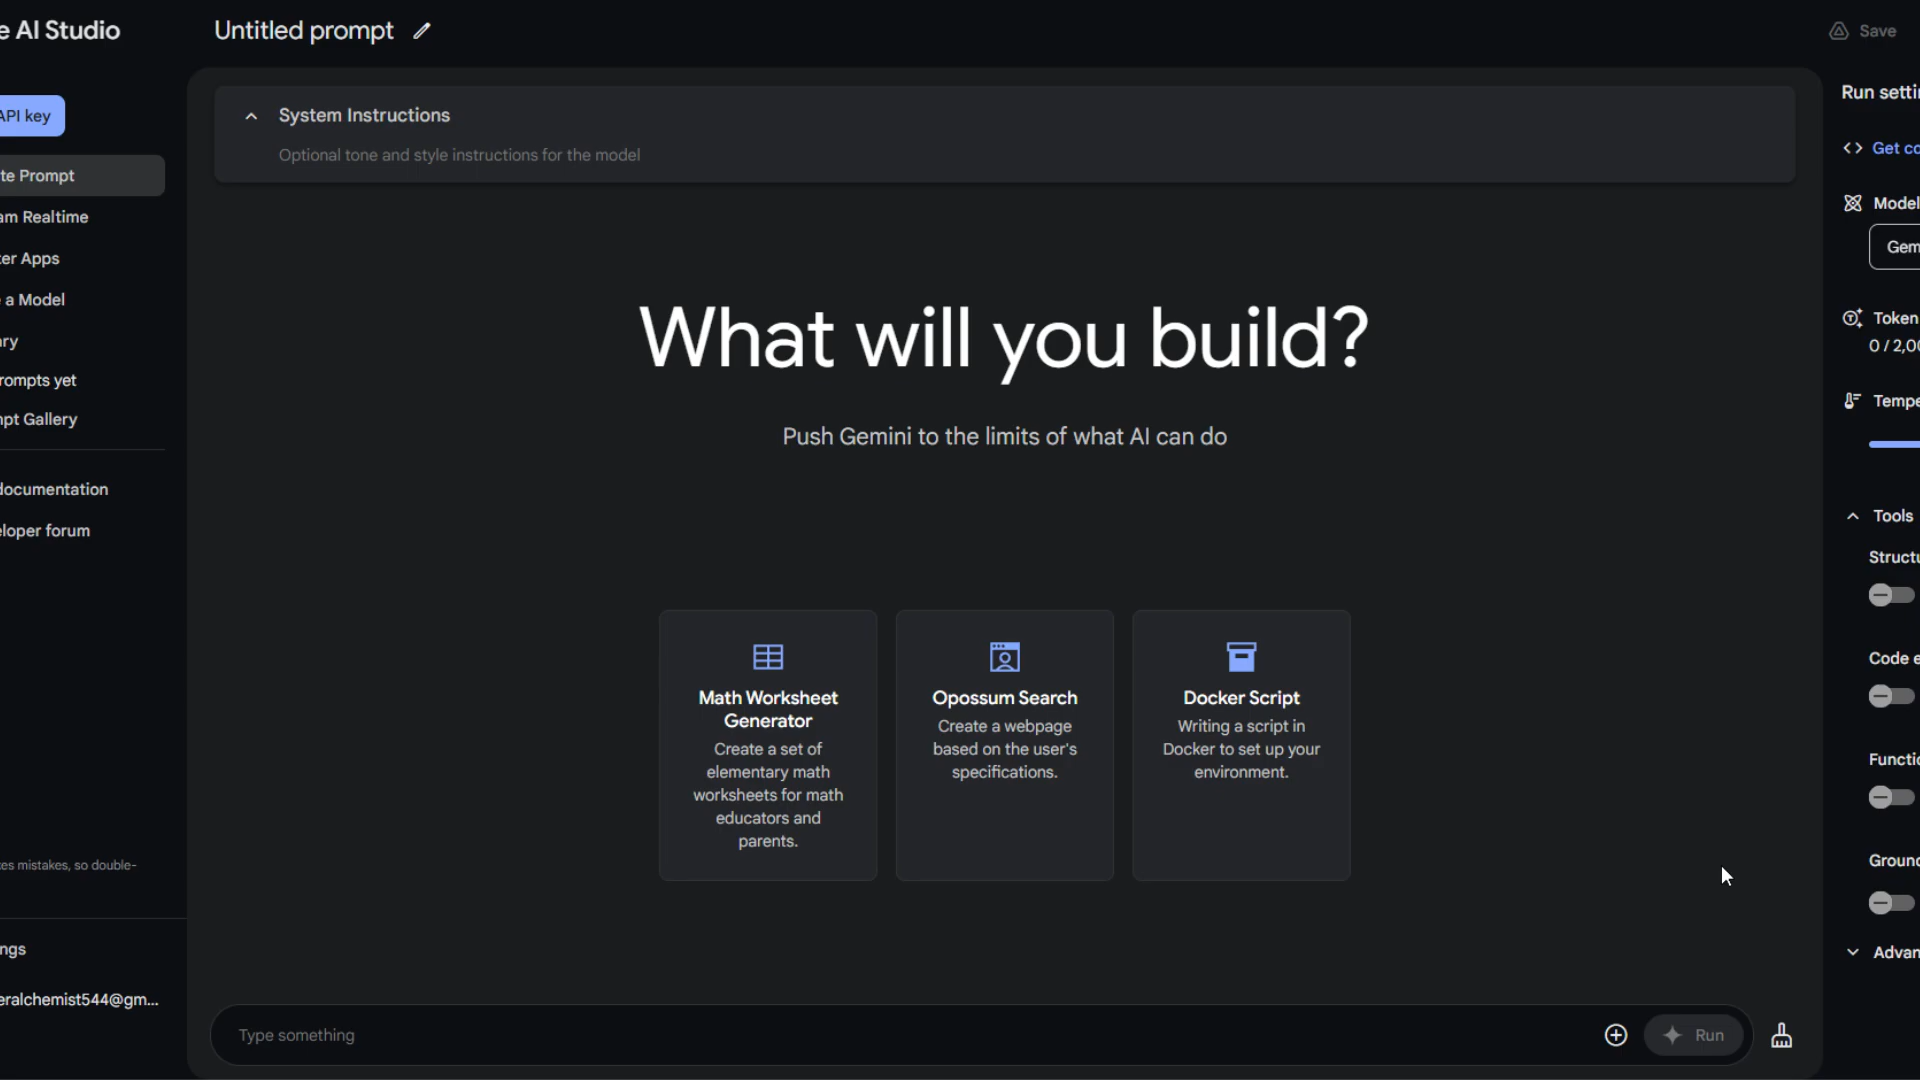 e AI Studio
Untitled prompt
Save
API key
te Prompt
am Realtime
ter Apps
a Model
ry
rompts yet
pt Gallery
documentation
eloper forum
es mistakes, so double-
ngs
eralchemist544@gm...
System Instructions
Optional tone and style instructions for the model
What will you build?
Push Gemini to the limits of what AI can do
Math Worksheet
Generator
Create a set of
elementary math
worksheets for math
educators and
parents.
Opossum Search
Create a webpage
based on the user's
specifications.
Docker Script
Writing a script in
Docker to set up your
environment.
Type something
Run
Run setti
<> Get co
Model
Gem
Token
0 / 2,00
Tempe
Tools
Structu
Code e
Functio
Ground
Advan